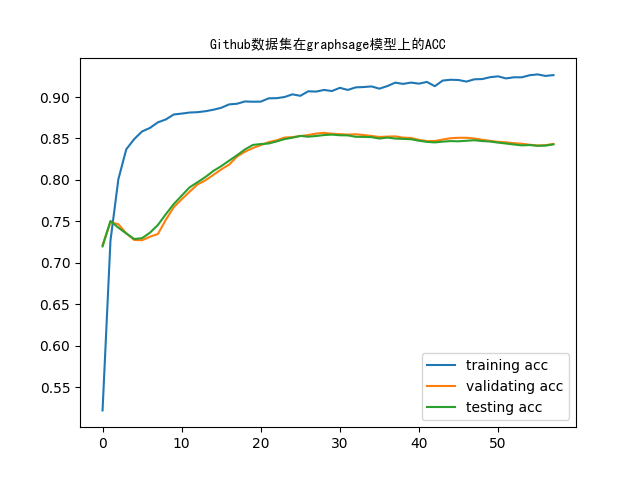 Github数据集在graphsage模型上的ACC
0.90
0.85
0.80
0.75
0.70
0.65
0.60
0.55
training acc
validating acc
testing acc
0 10 20 30 40 50